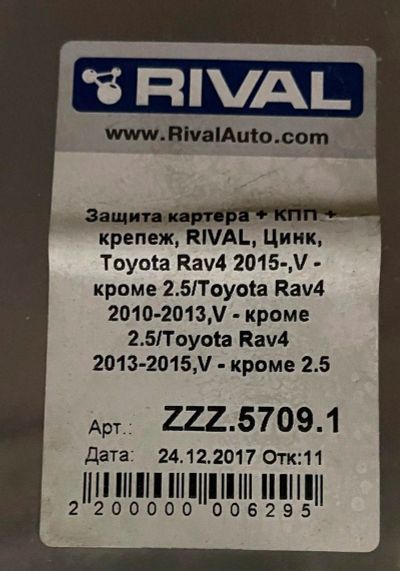 RIVAL
www.RivalAuto.com
Защита картера + КПП +
крепеж, RIVAL, Цинк,
Toyota Rav4 2015-,V -
кроме 2.5/Toyota Rav4
2010-2013,V - кроме
2.5/Toyota Rav4
2013-2015,V - кроме 2.5
Арт.: ZZZ.5709.1
Дата: 24.12.2017 Отк:11
2 200000 006295